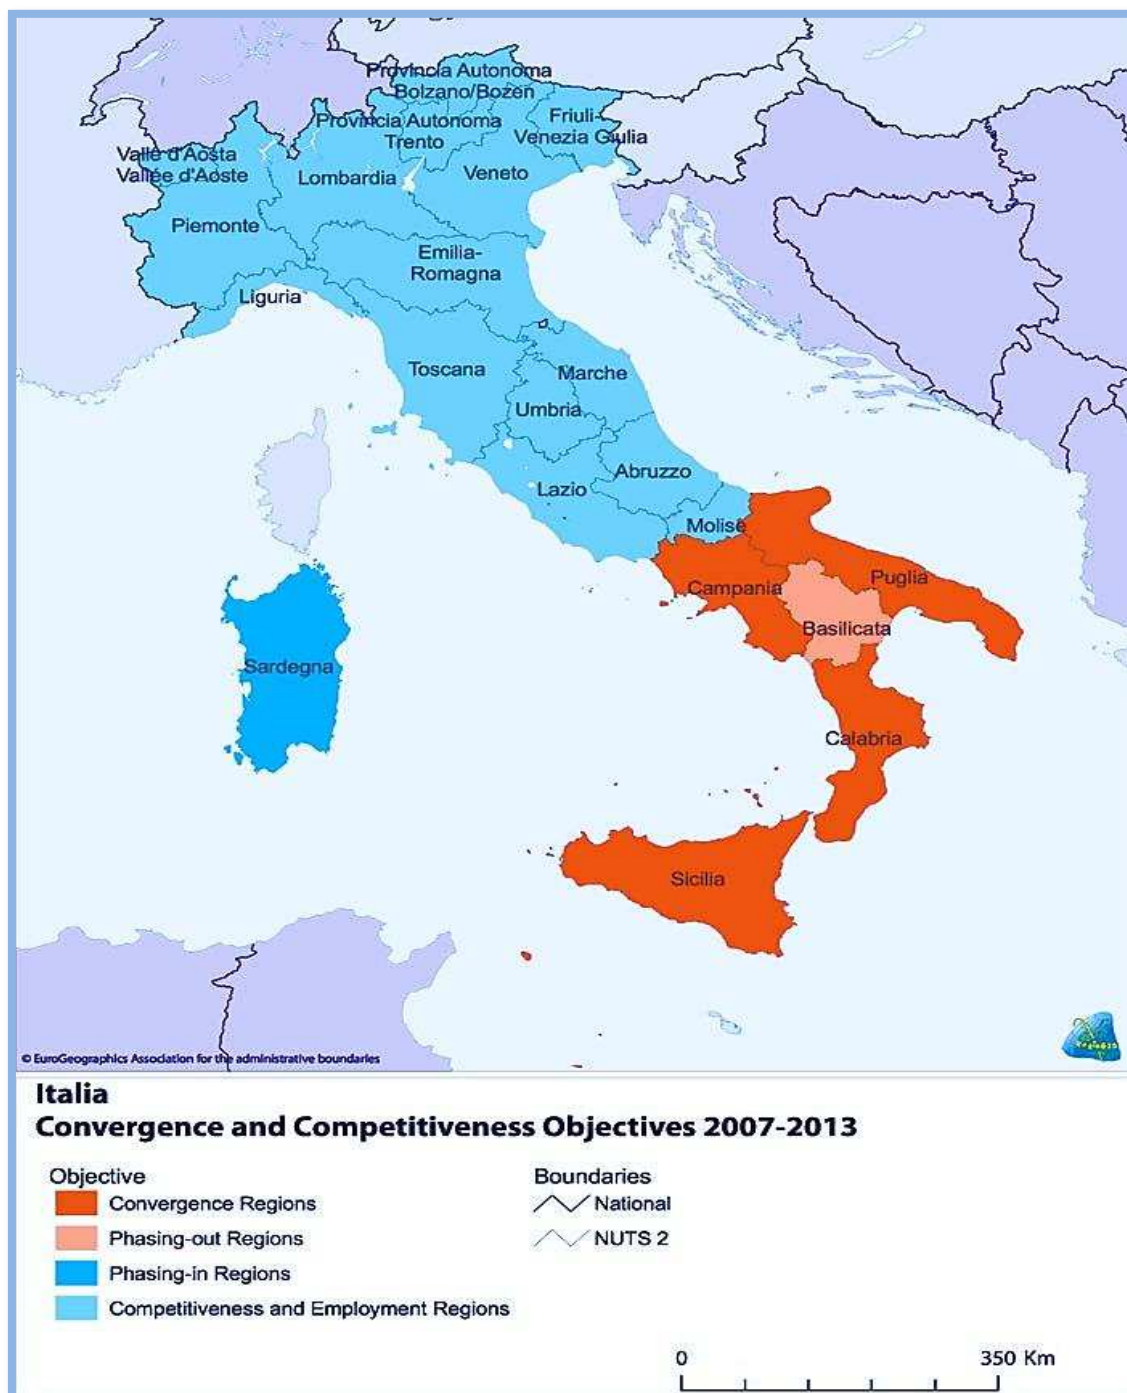 Provincia Autonoma
Bolzano/Bozen
Friuli-
Venezia Giulia
Provincia Autonoma
Trento
Valle d'Aosta
Vallée d'Aoste
Lombardia
Veneto
Piemonte
Emilia-
Romagna
Liguria
Toscana
Marche
Umbria
Abruzzo
Lazio
Molise
Campania
Puglia
Basilicata
Sardegna
Calabria
Sicilia
© EuroGeographics Association for the administrative boundaries
Italia
Convergence and Competitiveness Objectives 2007-2013
Objective
Convergence Regions
Phasing-out Regions
Phasing-in Regions
Competitiveness and Employment Regions
Boundaries
National
NUTS 2
0 350 Km